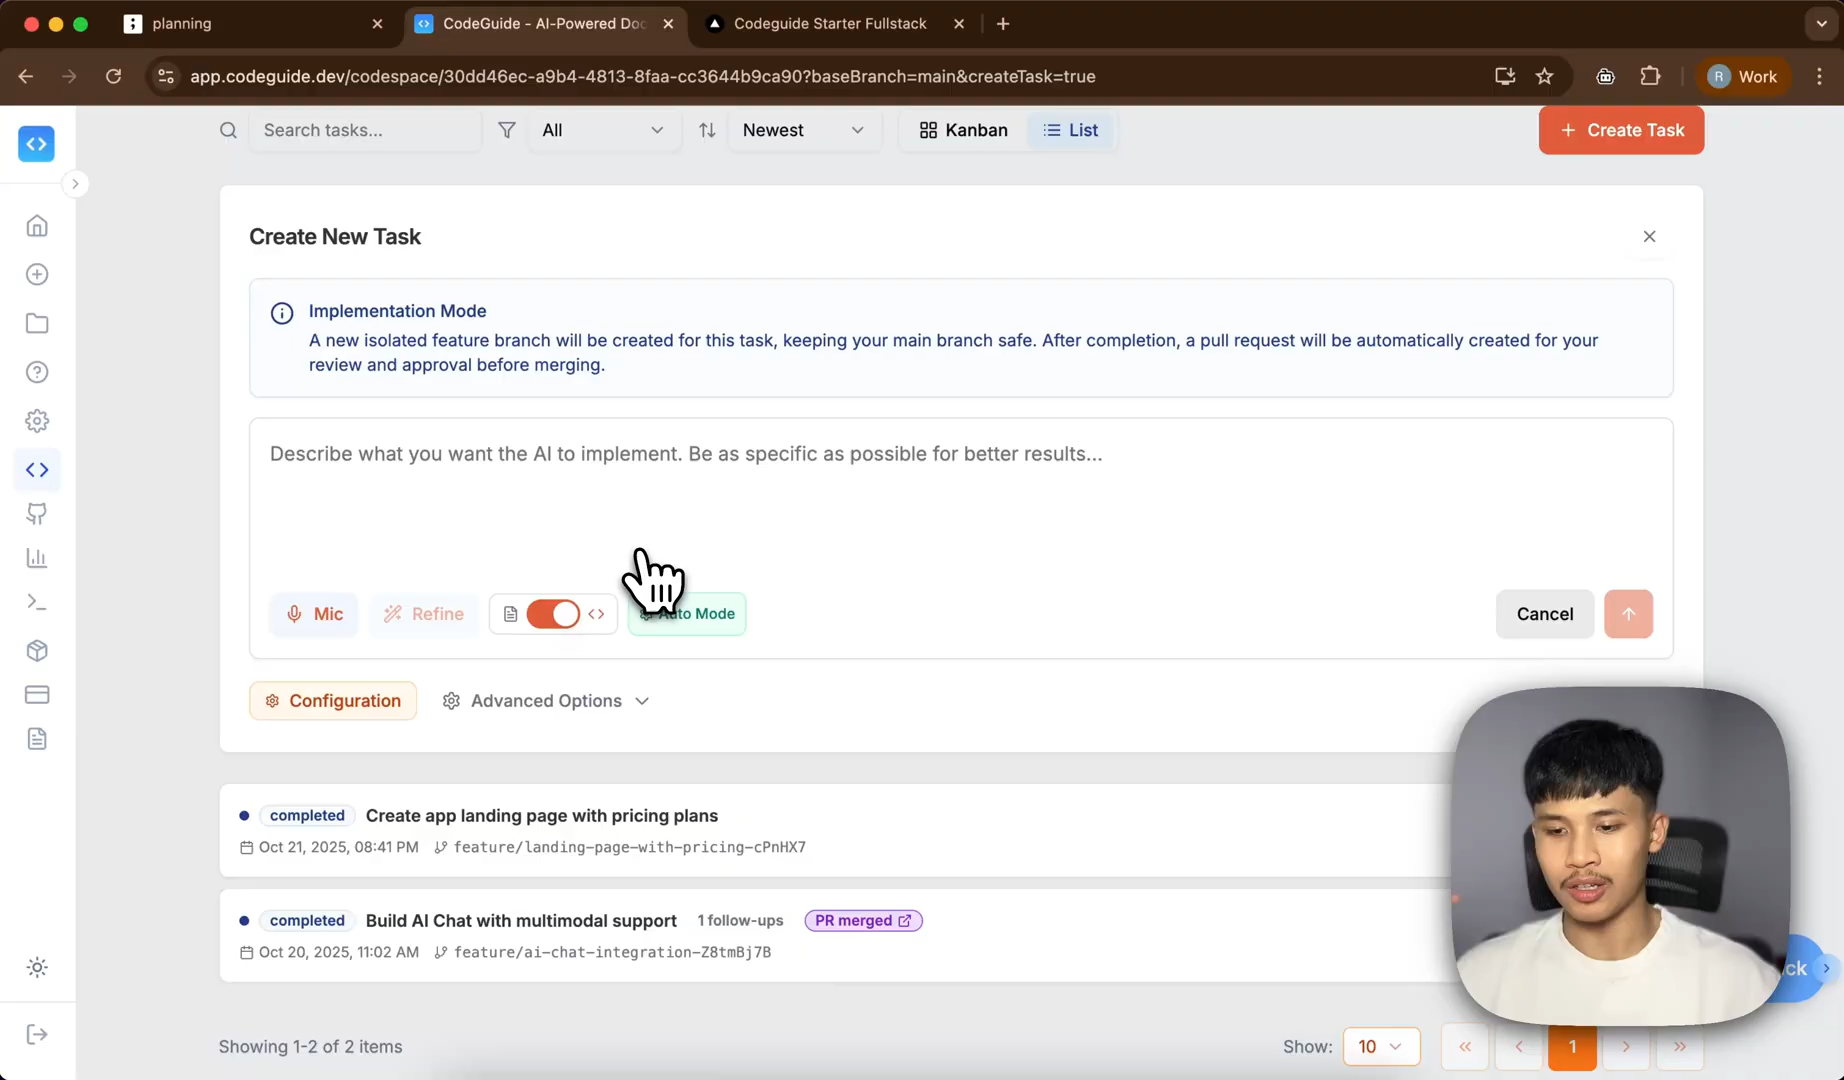 planning
CodeGuide - AI-Powered Doc
Codeguide Starter Fullstack
app.codeguide.dev/codespace/30dd46ec-a9b4-4813-8faa-cc3644b9ca90?baseBranch=main&createTask=true
R
Work
Search tasks...
All
Newest
Kanban
List
+ Create Task
Create New Task
Implementation Mode
A new isolated feature branch will be created for this task, keeping your main branch safe. After completion, a pull request will be automatically created for your
review and approval before merging.
Describe what you want the AI to implement. Be as specific as possible for better results...
Mic
Refine
Auto Mode
Cancel
Configuration
Advanced Options
completed
Create app landing page with pricing plans
Oct 21, 2025, 08:41 PM
feature/landing-page-with-pricing-cPnHX7
completed
Build AI Chat with multimodal support
1 follow-ups
PR merged
Oct 20, 2025, 11:02 AM
feature/ai-chat-integration-Z8tmBj7B
ck
Showing 1-2 of 2 items
Show:
10
1